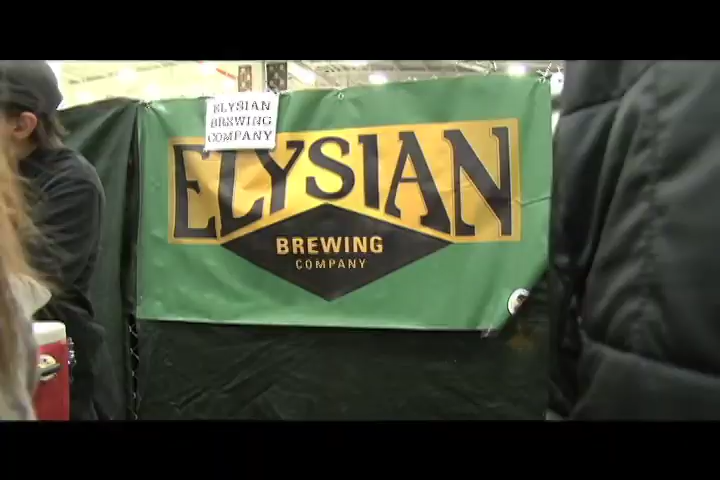 ELYSIAN
BREWING
COMPANY
ELYSIAN
BREWING
COMPANY